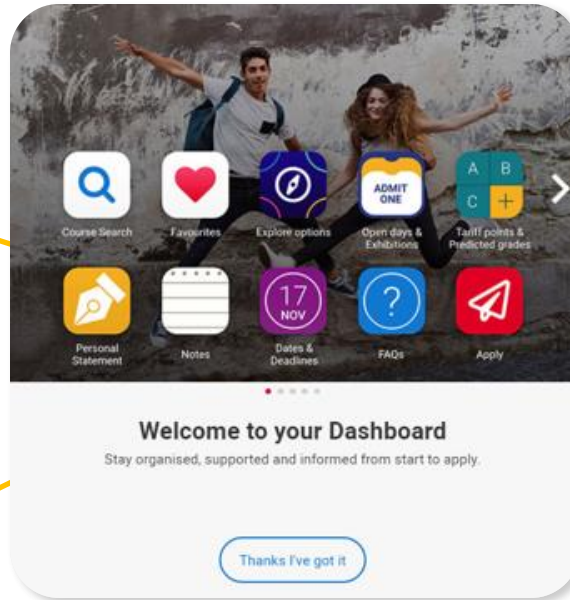 ADMIT
ONE
A B
C +
Course Search
Favourites
Explore options
Open days &
Exhibitions
Tariff points &
Predicted grades
17
NOV
?
Personal
Statement
Notes
Dates &
Deadlines
FAQs
Apply
Welcome to your Dashboard
Stay organised, supported and informed from start to apply.
Thanks I've got it